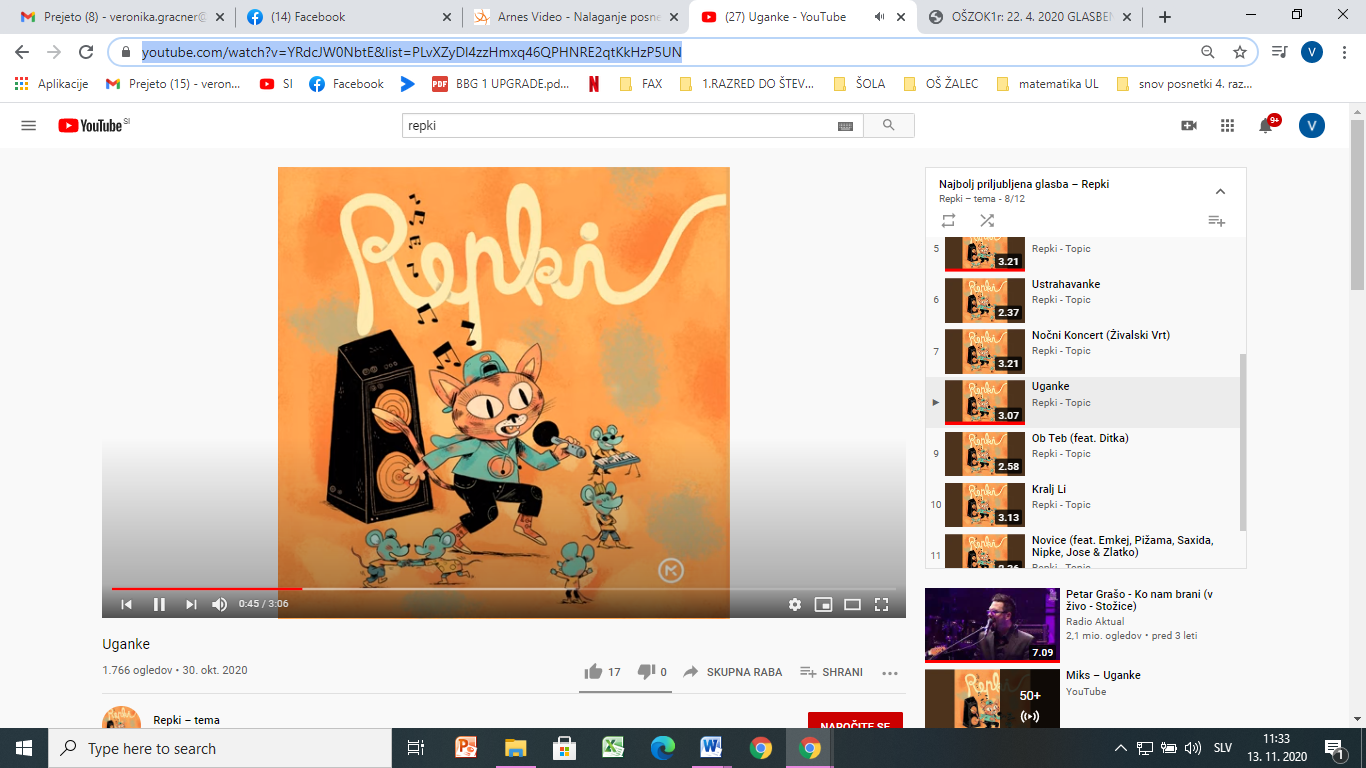 Prejeto (8) - veronika.gracner@
(14) Facebook
Arnes Video - Nalaganje posne
(27) Uganke - YouTube
OŠZOK1r: 22. 4. 2020 GLASBEN
youtube.com/watch?v=YRdcJW0NbtE&list=PLvXZyDI4zzHmxq46QPHNRE2qtKkHzP5UN
V
Aplikacije
Prejeto (15) - veron...
SI
Facebook
PDF
BBG 1 UPGRADE.pd...
N
FAX
1.RAZRED DO ŠTEV...
ŠOLA
OŠ ŽALEC
matematika UL
snov posnetki 4. raz...
YouTube SI
repki
9+
V
Repki
Najbolj priljubljena glasba – Repki
Repki – tema - 8/12
5
3.21
Repki - Topic
6
2.37
Ustrahavanke
Repki - Topic
7
3.21
Nočni Koncert (Živalski Vrt)
Repki - Topic
3.07
Uganke
Repki - Topic
9
2.58
Ob Teb (feat. Ditka)
Repki - Topic
10
3.13
Kralj Li
Repki - Topic
11
Novice (feat. Emkej, Pižama, Saxida,
Nipke, Jose & Zlatko)
Repki - Topic
0:45 / 3:06
Uganke
1.766 ogledov • 30. okt. 2020
17
0
SKUPNA RABA
SHRANI
Repki – tema
NAROČITE SE
7.09
Petar Grašo - Ko nam brani (v
živo - Stožice)
Radio Aktual
2,1 mio. ogledov • pred 3 leti
50+
Miks – Uganke
YouTube
Type here to search
SLV
11:33
13. 11. 2020
1